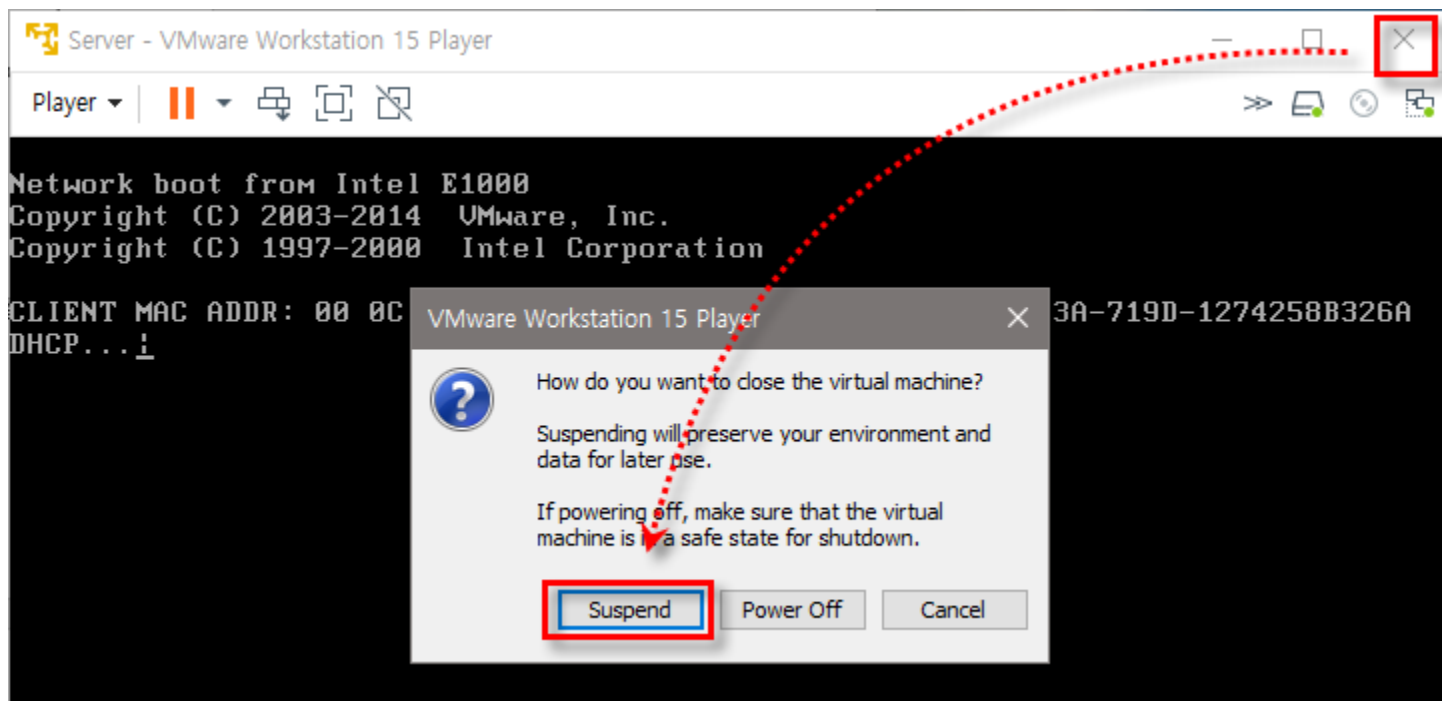 Server - VMware Workstation 15 Player
Player
Network boot from Intel E1000
Copyright (C) 2003-2014  VMware, Inc.
Copyright (C) 1997-2000  Intel Corporation
CLIENT MAC ADDR: 00 0C 3A-719D-1274258B326A
DHCP...
VMware Workstation 15 Player
How do you want to close the virtual machine?
Suspending will preserve your environment and
data for later use.
If powering off, make sure that the virtual
machine is in a safe state for shutdown.
Suspend Power Off Cancel